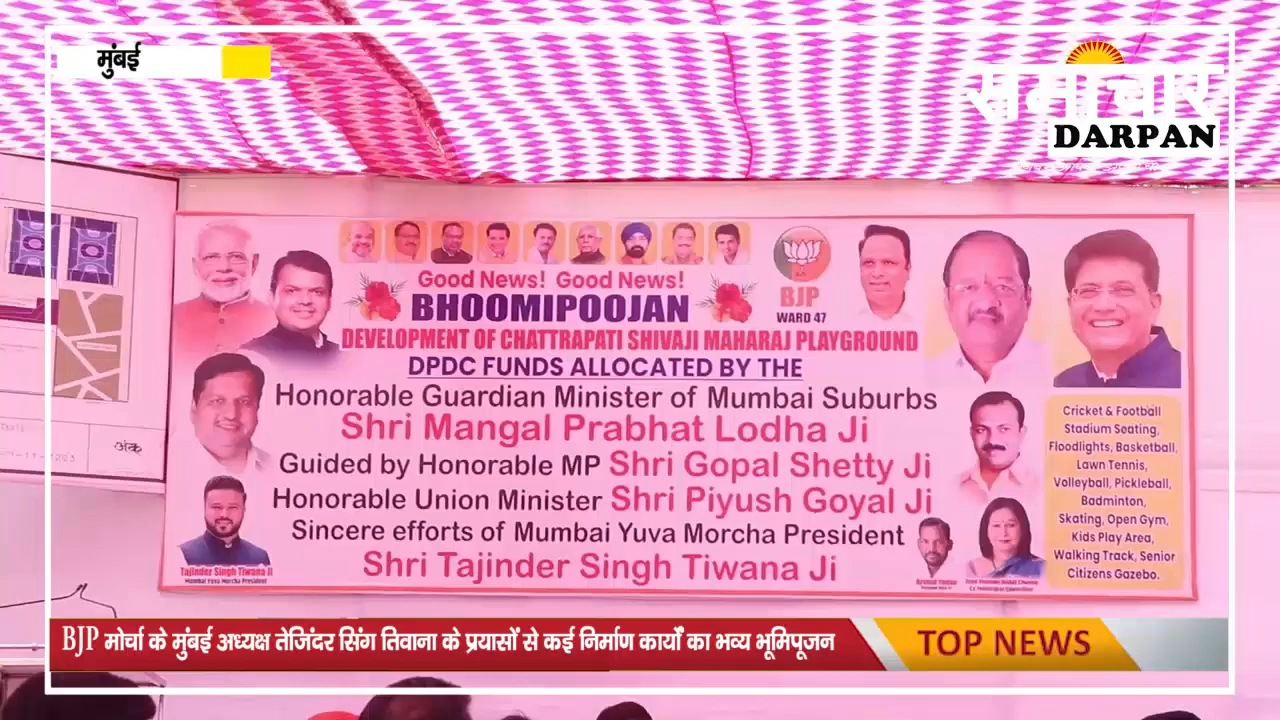 मुंबई
समाचार
DARPAN
Good News! Good News!
BHOOMIPOOJAN
DEVELOPMENT OF CHATTRAPATI SHIVAJI MAHARAJ PLAYGROUND
DPDC FUNDS ALLOCATED BY THE
Honorable Guardian Minister of Mumbai Suburbs
Shri Mangal Prabhat Lodha Ji
Guided by Honorable MP Shri Gopal Shetty Ji
Honorable Union Minister Shri Piyush Goyal Ji
Sincere efforts of Mumbai Yuva Morcha President
Shri Tajinder Singh Tiwana Ji
BJP
WARD 47
Cricket & Football
Stadium Seating,
Floodlights, Basketball,
Lawn Tennis,
Volleyball, Pickleball,
Badminton,
Skating, Open Gym,
Kids Play Area,
Walking Track, Senior
Citizens Gazebo.
Tajinder Singh Tiwana Ji
Mumbai Yuva Morcha President
अंक
BJP मोर्चा के मुंबई अध्यक्ष तेजिंदर सिंग तिवाना के प्रयासों से कई निर्माण कार्यों का भव्य भूमिपूजन
TOP NEWS